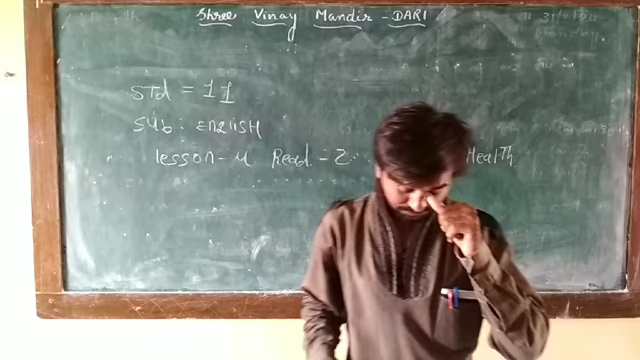 Shree Vinay Mandir - DARI
Std = 11
Sub : ENGLISH
lesson - 4 Read - 2 Health